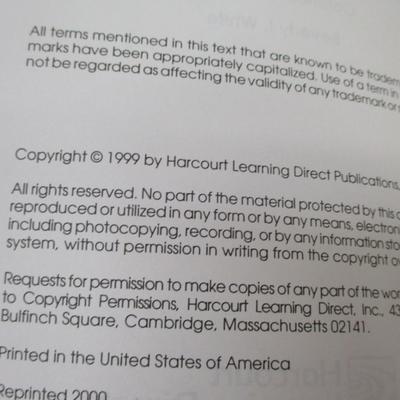 All terms mentioned in this text that are known to be
marks have been appropriately capitalized. Use of a term in
not be regarded as affecting the validity of any trademark or
Copyright © 1999 by Harcourt Learning Direct Publications,
All rights reserved. No part of the material protected by this
reproduced or utilized in any form or by any means,
including photocopying, recording, or by any information
system, without permission in writing from the copyright
Requests for permission to make copies of any part of the
to Copyright Permissions, Harcourt Learning Direct, Inc.,
Bulfinch Square, Cambridge, Massachusetts 02141.
Printed in the United States of America
Reprinted 2000